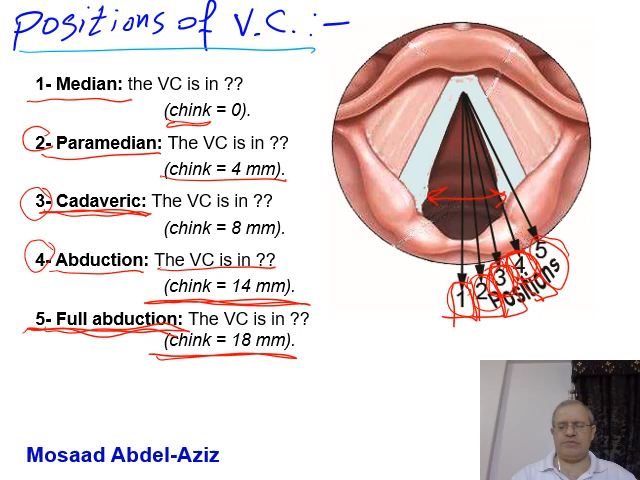 Positions of V.C. :-
1- Median: the VC is in ??
(chink = 0).
2- Paramedian: The VC is in ??
(chink = 4 mm).
3- Cadaveric: The VC is in ??
(chink = 8 mm).
4- Abduction: The VC is in ??
(chink = 14 mm).
5- Full abduction: The VC is in ??
(chink = 18 mm).
1 2 3 4 5
Positions
Mosaad Abdel-Aziz